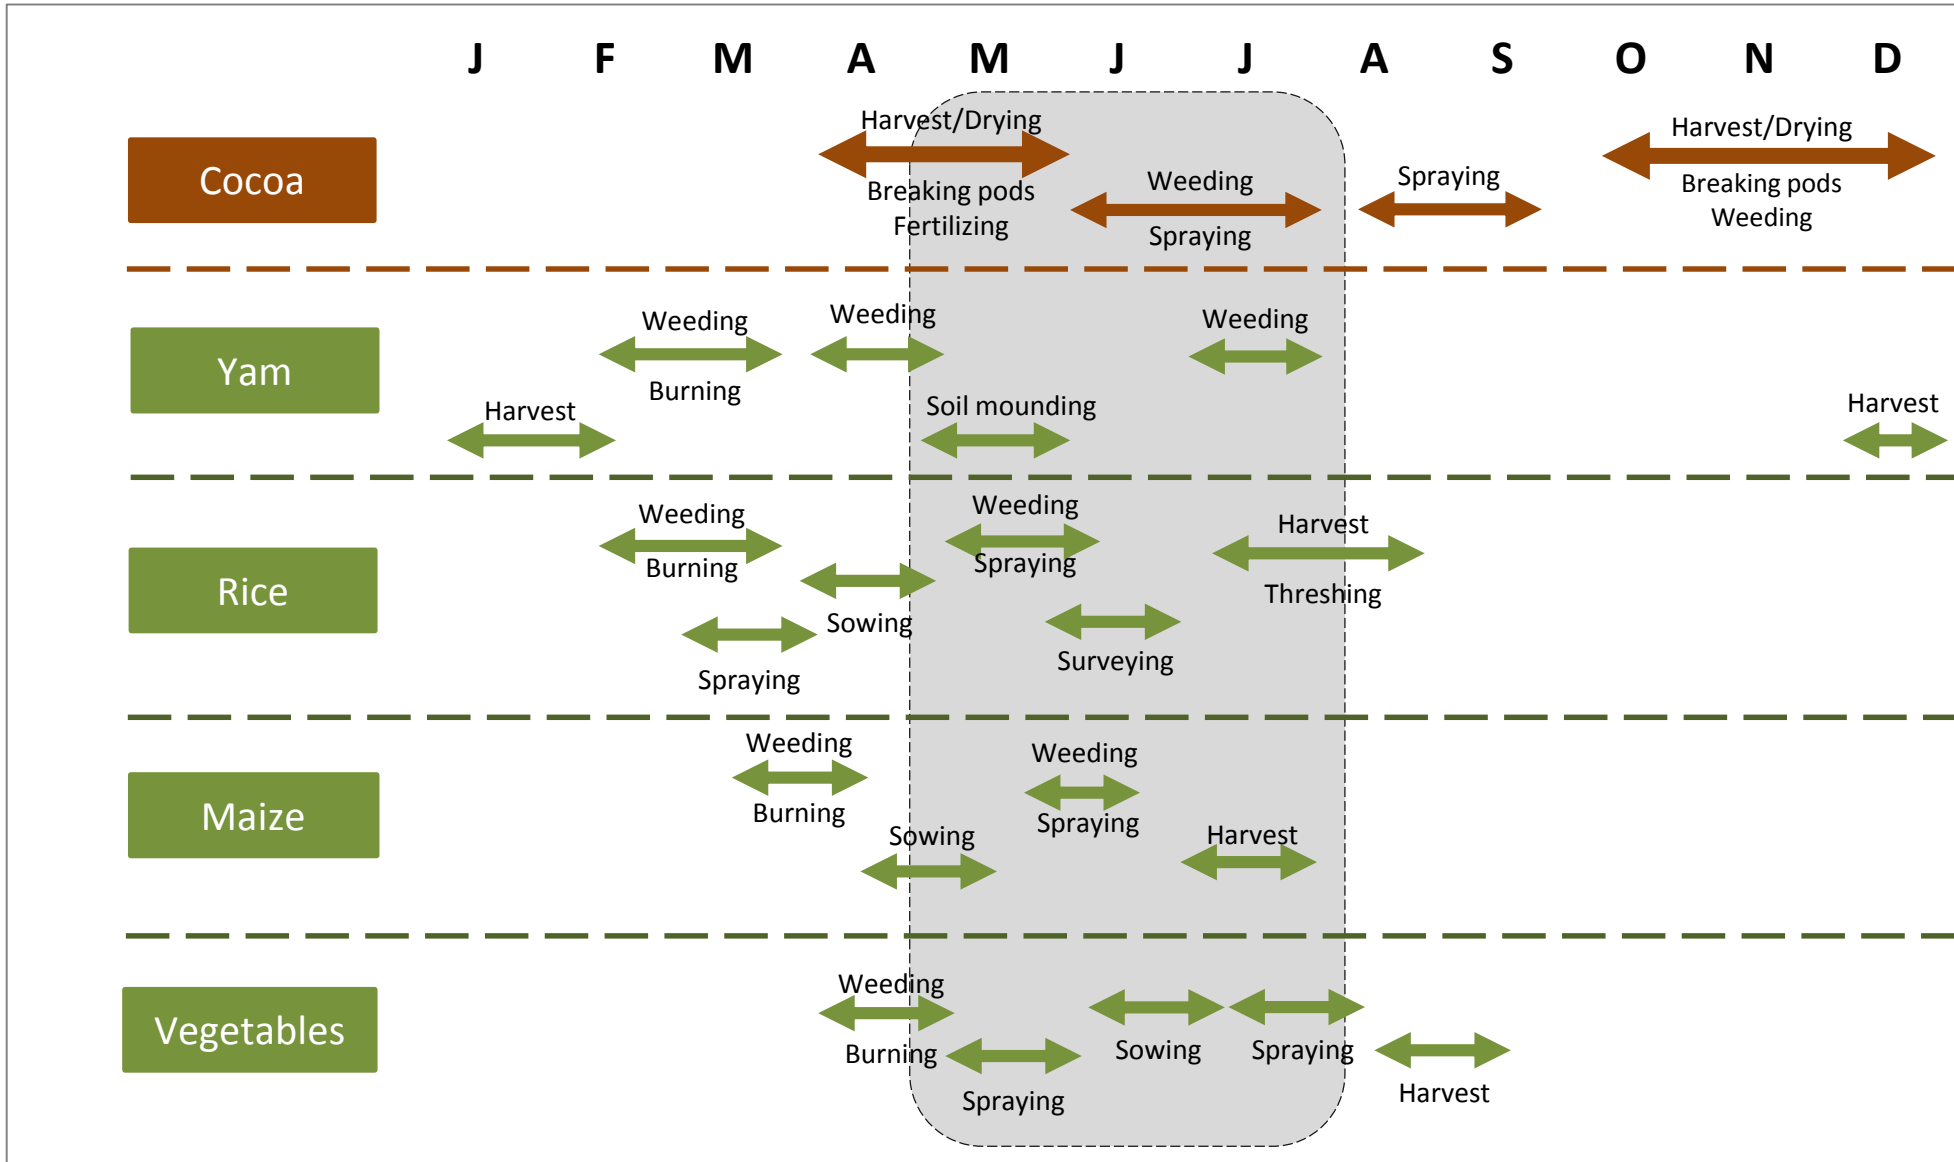 J F M A M J J A S O N D
Harvest/Drying
Harvest/Drying
Cocoa
Weeding
Spraying
Breaking pods
Fertilizing
Spraying
Breaking pods
Weeding
Yam
Weeding
Weeding
Weeding
Burning
Harvest
Soil mounding
Harvest
Rice
Weeding
Weeding
Harvest
Burning
Spraying
Threshing
Sowing
Surveying
Spraying
Maize
Weeding
Weeding
Burning
Spraying
Sowing
Harvest
Vegetables
Weeding
Burning
Sowing
Spraying
Spraying
Harvest